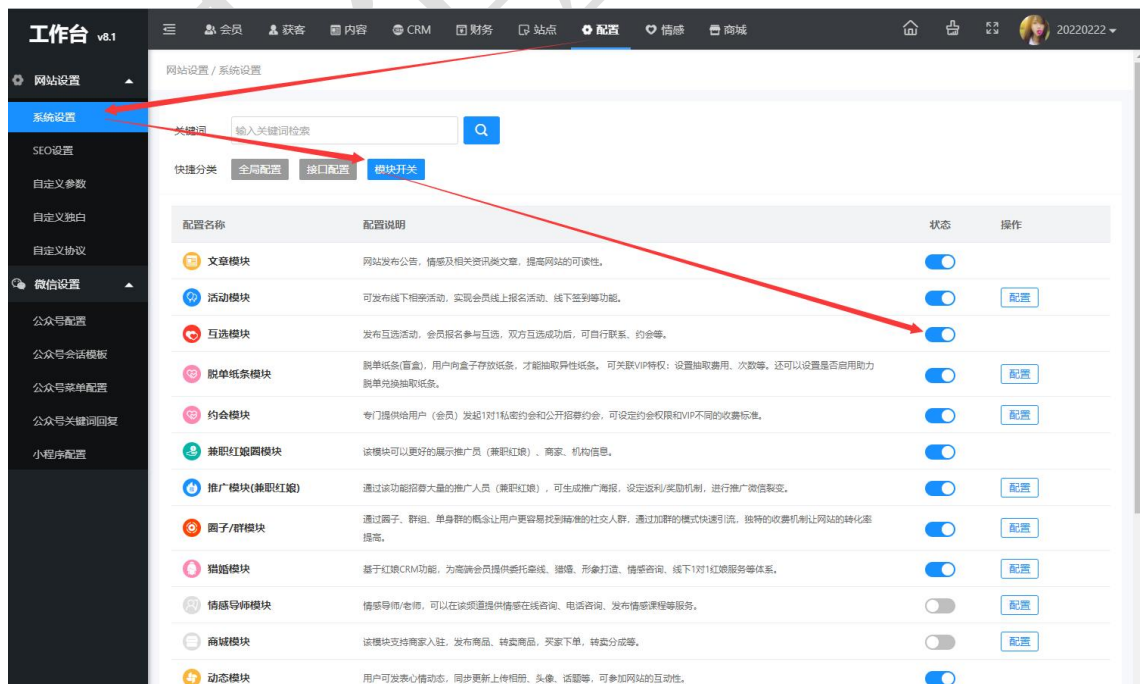 工作台 v8.1
会员 获客 内容 CRM 财务 站点 配置 情感 商城
20220222
网站设置
系统设置
SEO设置
自定义参数
自定义独白
自定义协议
微信设置
公众号配置
公众号会话模板
公众号菜单配置
公众号关键词回复
小程序配置
网站设置 / 系统设置
关键词 输入关键词检索
快捷分类 全局配置 接口配置 模块开关
配置名称 配置说明 状态 操作
文章模块 网站发布公告，情感及相关资讯类文章，提高网站的可读性。
活动模块 可发布线下相亲活动，实现会员线上报名活动、线下签到等功能。 配置
互选模块 发布互选活动，会员报名参与互选，双方互选成功后，可自行联系，约会等。
脱单纸条模块 脱单纸条(盲盒)，用户向盒子存放纸条，才能抽取异性纸条。 可关联VIP特权；设置抽取费用、次数等。还可以设置是否启用助力 配置
脱单兑换抽取纸条。
约会模块 专门提供给用户（会员）发起1对1私密约会和公开招募约会、可设定约会权限和VIP不同的收费标准。 配置
兼职红娘圈模块 该模块可以更好的展示推广员（兼职红娘）、商家、机构信息。
推广模块(兼职红娘) 通过该功能招募大量的推广人员（兼职红娘），可生成推广海报，设定返利/奖励机制，进行推广微信裂变。 配置
圈子/群模块 通过圈子、群组、单身群的概念让用户更容易找到精准的社交人群，通过加群的模式快速引流，独特的收费机制让网站的转化率 配置
提高。
猎婚模块 基于红娘CRM功能，为高端会员提供委托牵线、猎婚、形象打造、情感咨询、线下1对1红娘服务等体系。 配置
情感导师模块 情感导师/老师，可以在该频道提供情感在线咨询、电话咨询、发布情感课程等服务。 配置
商城模块 该模块支持商家入驻，发布商品，转卖商品，买家下单，转卖分成等。 配置
动态模块 用户可发表心情动态，同步更新上传相册、头像、话题等，可参加网站的互动性。